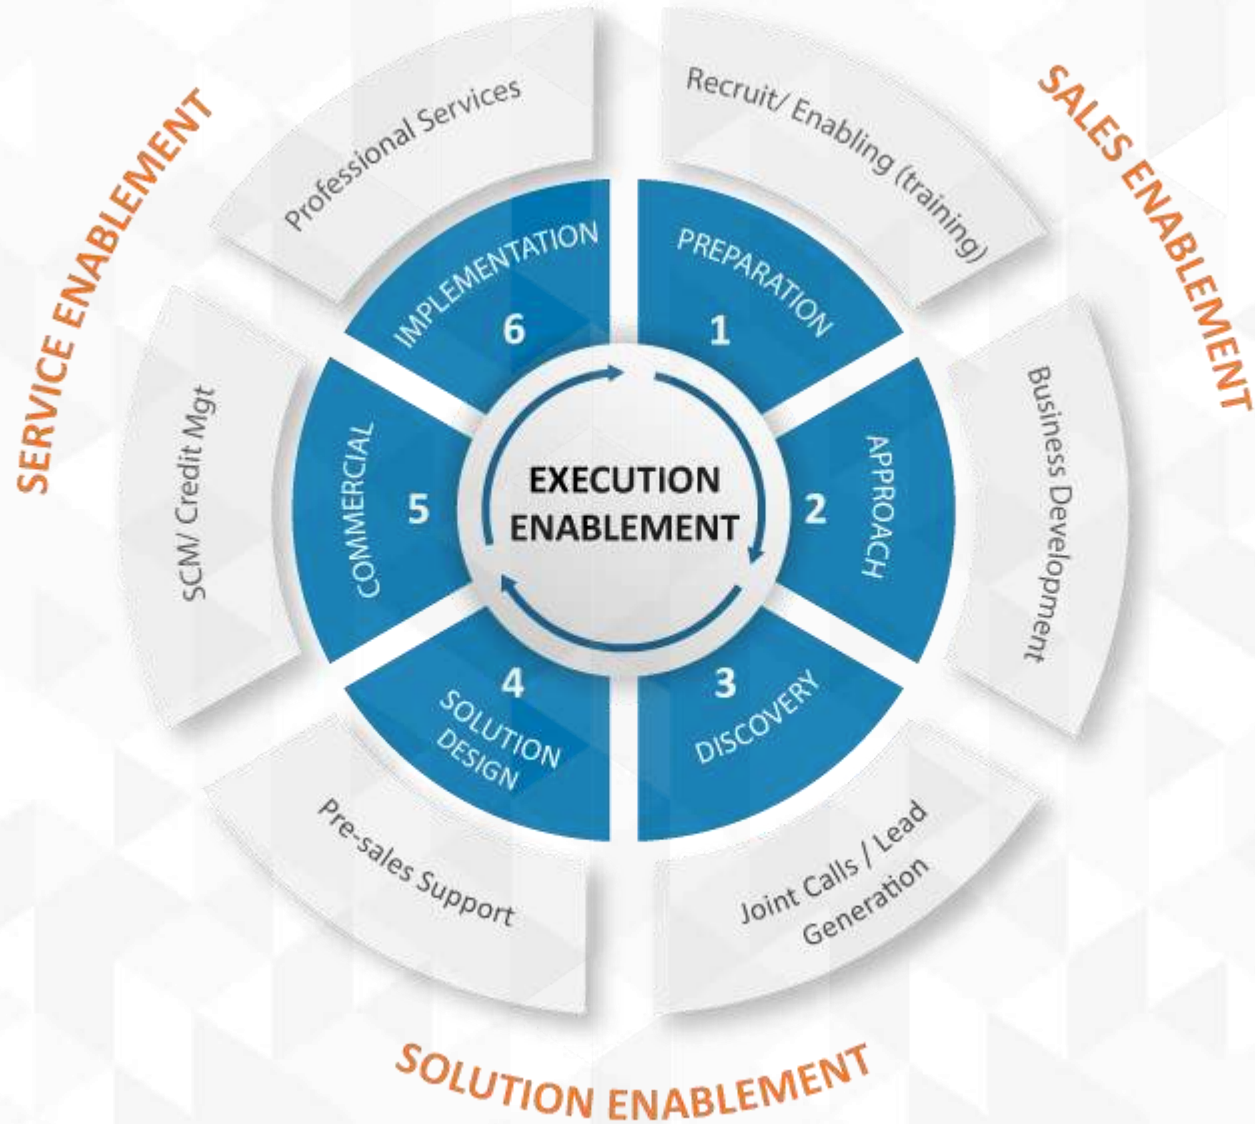 SALES ENABLEMENT
Recruit/ Enabling (training)
Business Development
PREPARATION
1
APPROACH
2
DISCOVERY
3
Joint Calls / Lead
Generation
SOLUTION ENABLEMENT
4
SOLUTION
DESIGN
Pre-sales Support
SERVICE ENABLEMENT
COMMERCIAL
5
SCM/ Credit Mgt
IMPLEMENTATION
6
Professional Services
EXECUTION
ENABLEMENT